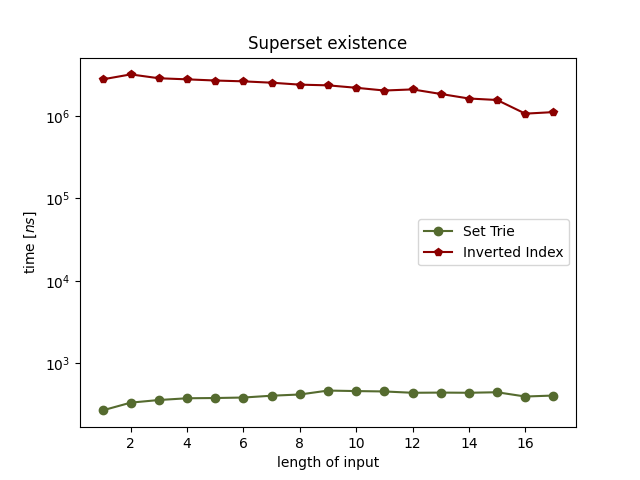 Superset existence
time [ns]
10^6
10^5
10^4
10^3
Set Trie
Inverted Index
2 4 6 8 10 12 14 16
length of input